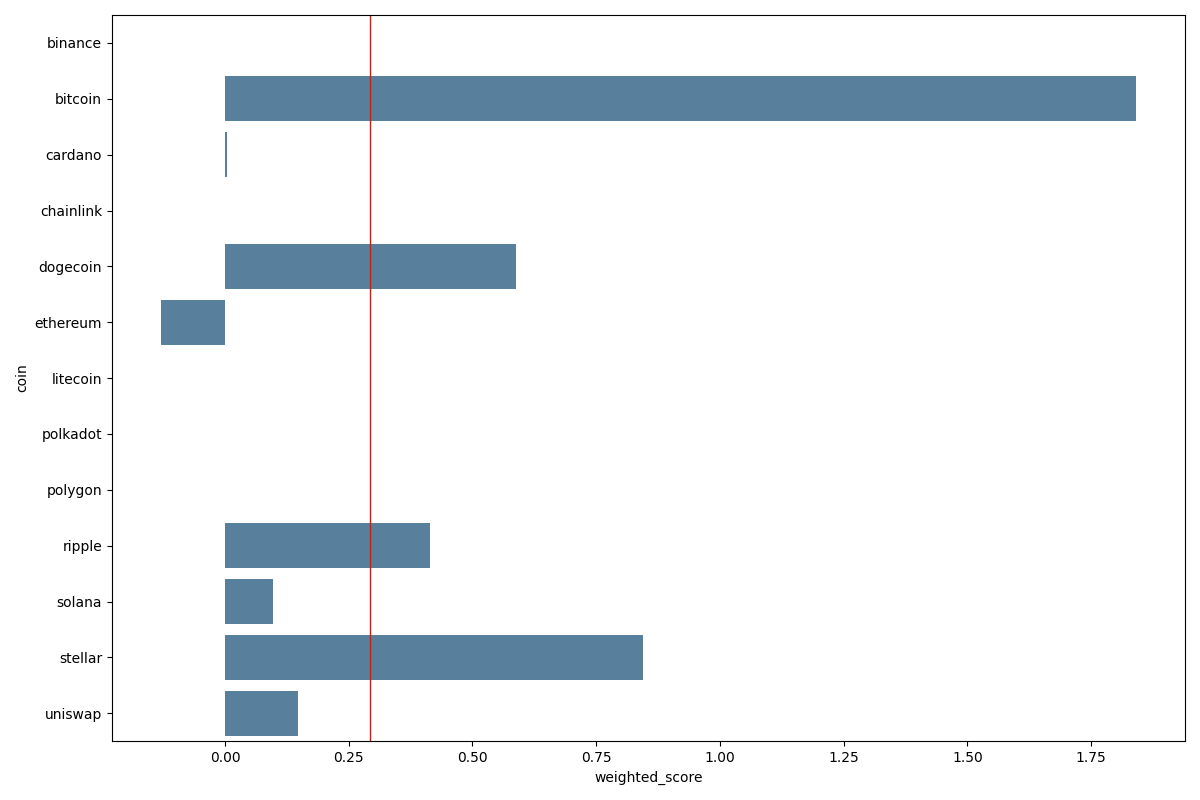 binance
bitcoin
cardano
chainlink
dogecoin
ethereum
litecoin
polkadot
polygon
ripple
solana
stellar
uniswap
coin
0.00 0.25 0.50 0.75 1.00 1.25 1.50 1.75
weighted_score